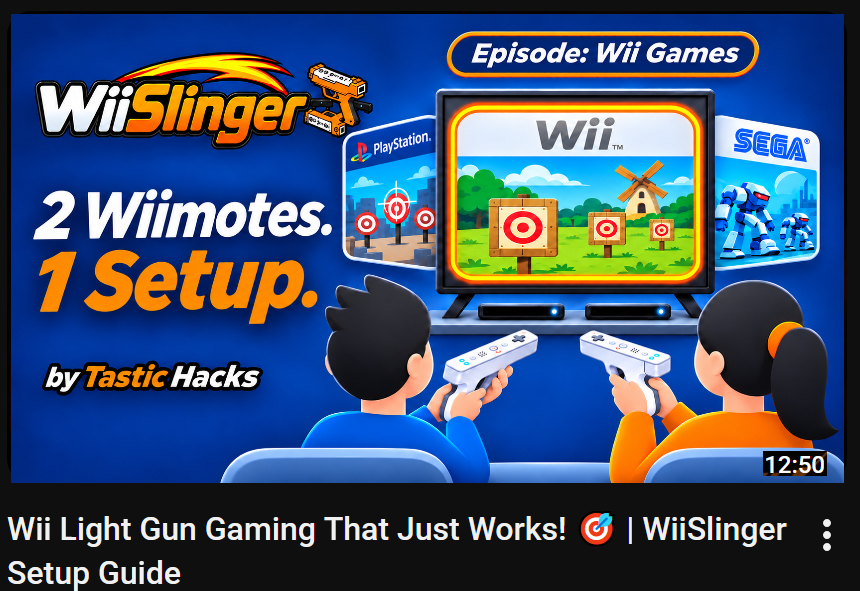 Episode: Wii Games
WiiSlinger
PlayStation.
Wii™
SEGA®
2 Wiimotes.
1 Setup.
by Tastic Hacks
12:50
Wii Light Gun Gaming That Just Works! 🎯 | WiiSlinger
Setup Guide